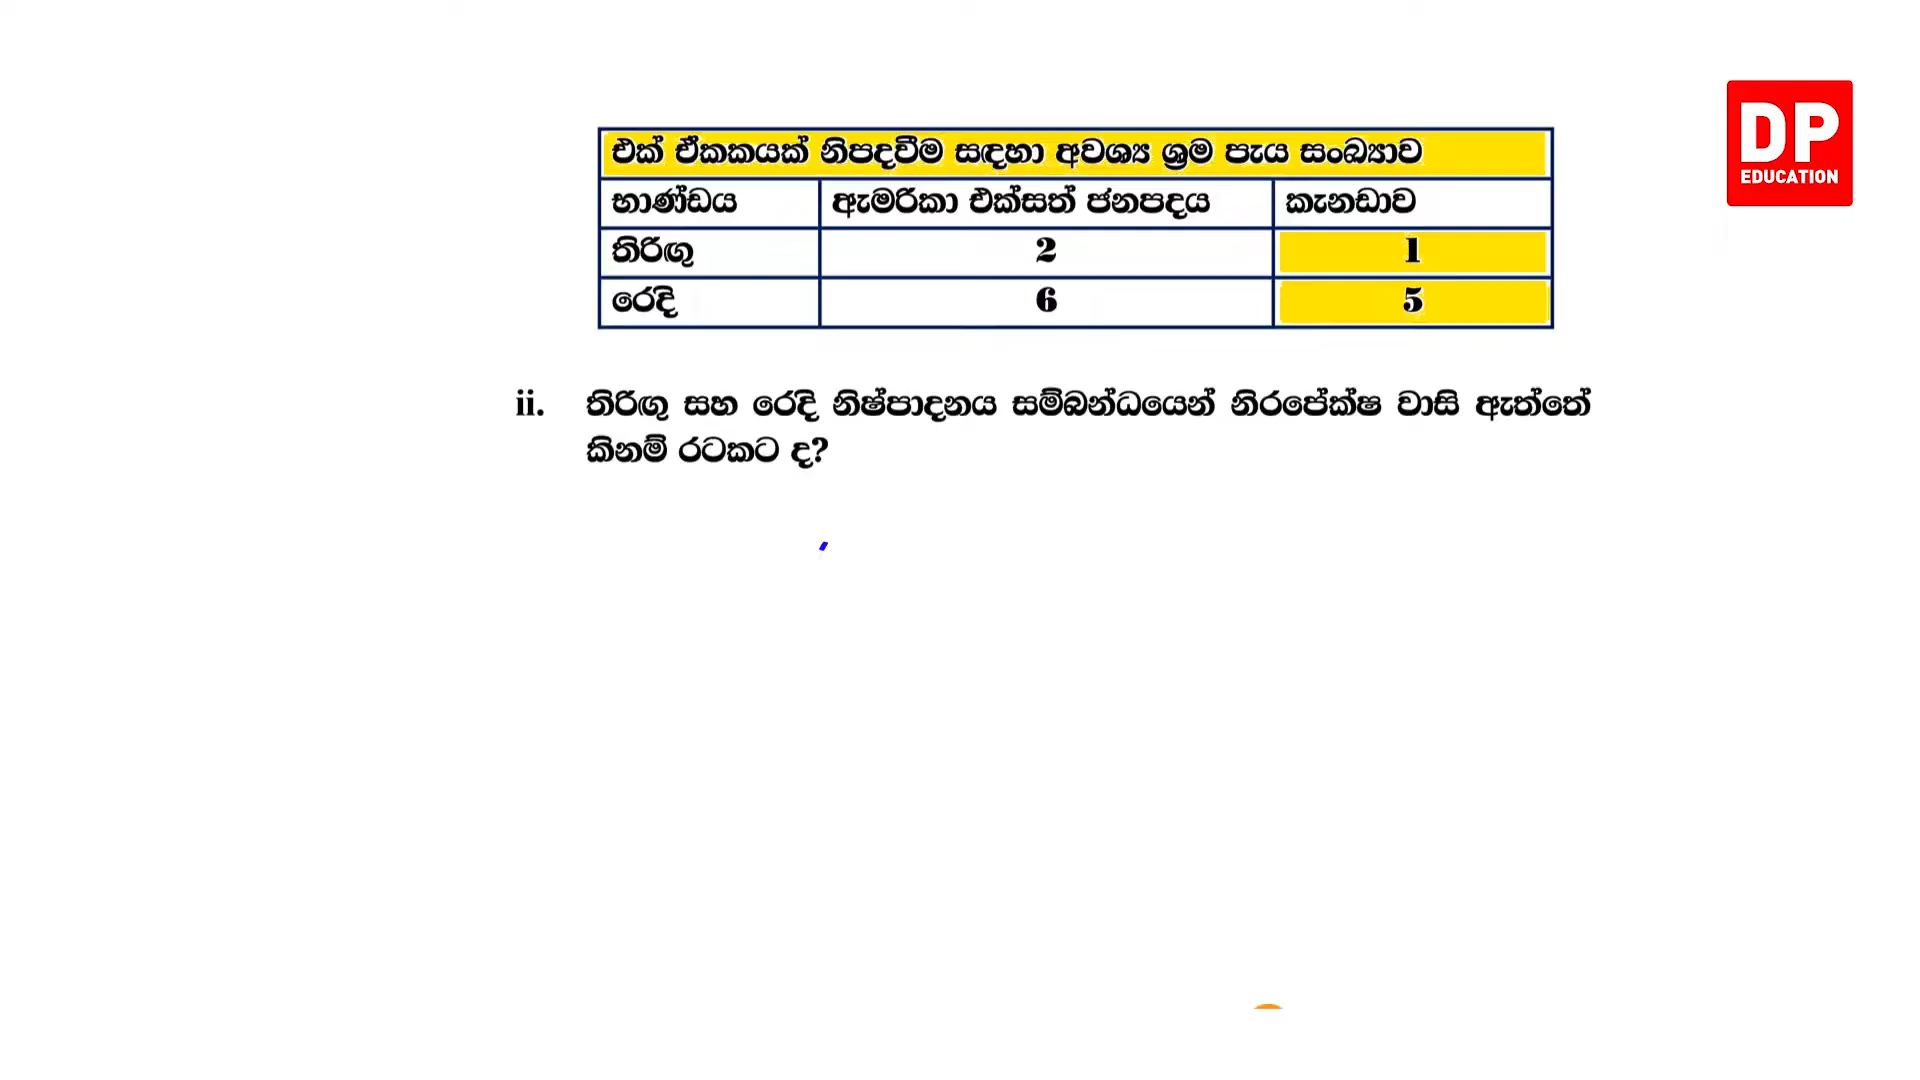 DP
EDUCATION
එක් ඒකකයක් නිපදවීම සඳහා අවශ්‍ය ශ්‍රම පැය සංඛ්‍යාව
භාණ්ඩය ඇමරිකා එක්සත් ජනපදය කැනඩාව
තිරිඟු 2 1
රෙදි 6 5
ii. තිරිඟු සහ රෙදි නිෂ්පාදනය සම්බන්ධයෙන් නිරපේක්ෂ වාසි ඇත්තේ
කිනම් රටකට ද?